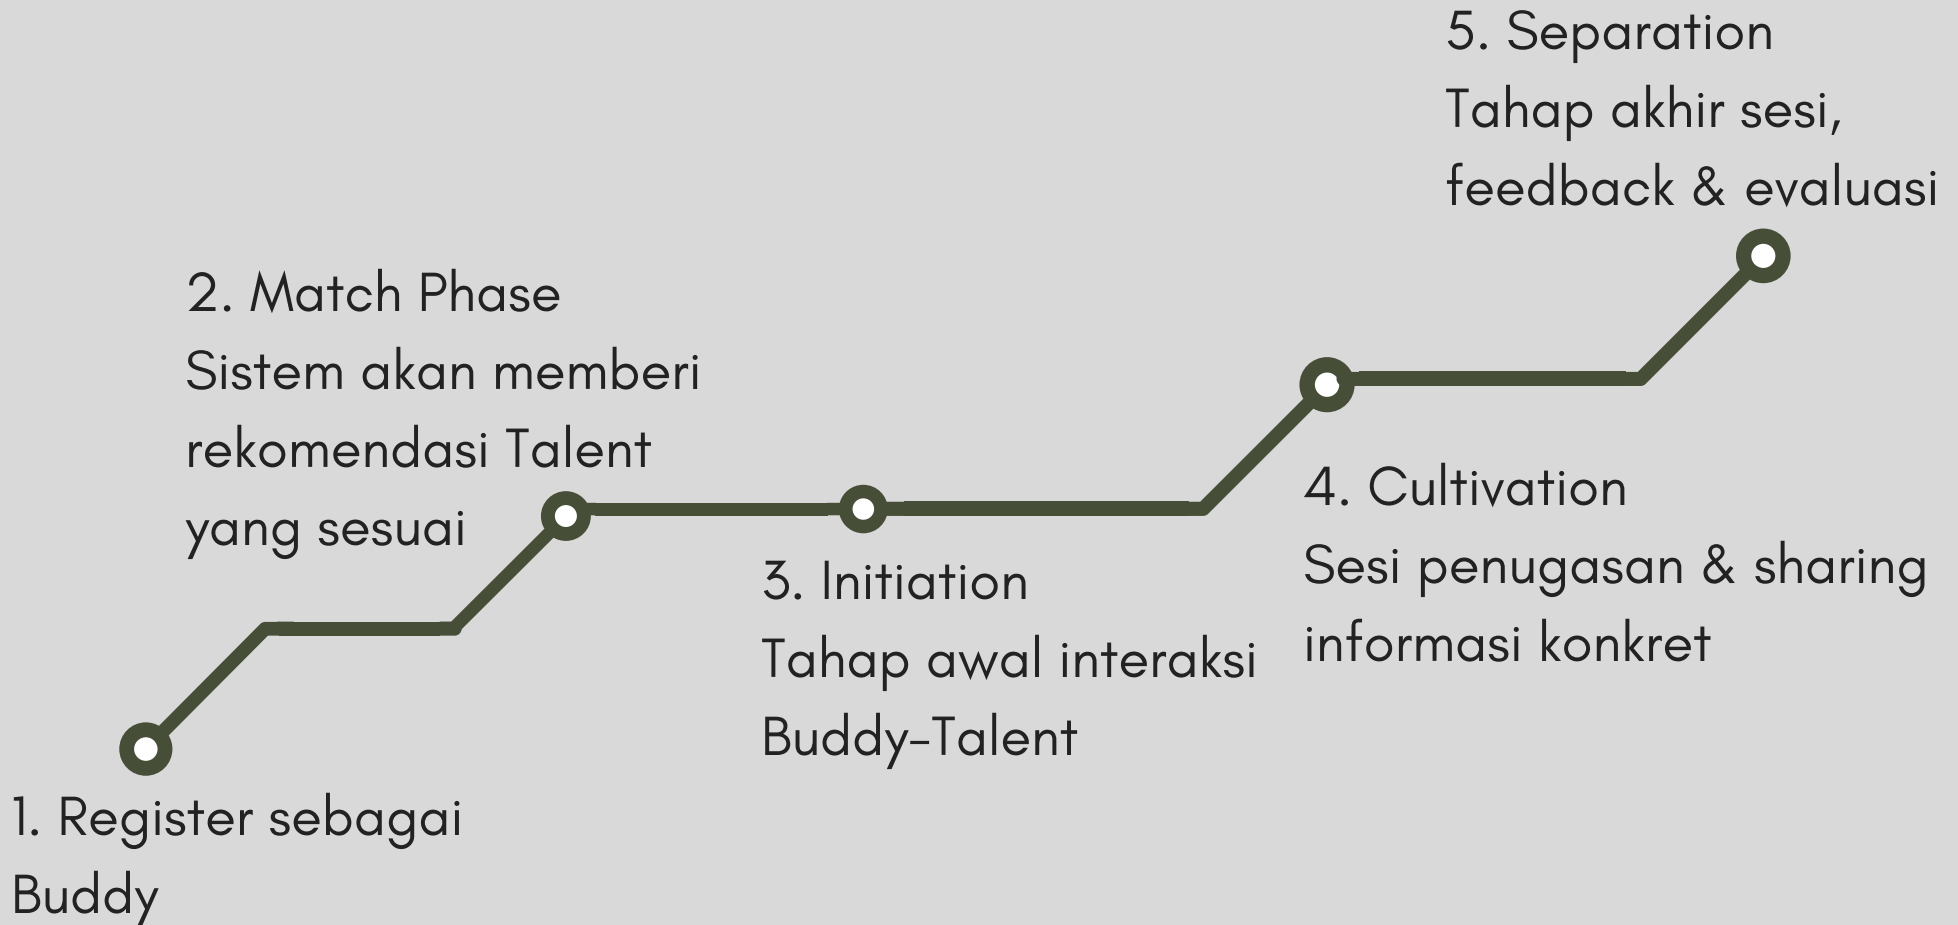 1. Register sebagai
Buddy
2. Match Phase
Sistem akan memberi
rekomendasi Talent
yang sesuai
3. Initiation
Tahap awal interaksi
Buddy-Talent
4. Cultivation
Sesi penugasan & sharing
informasi konkret
5. Separation
Tahap akhir sesi,
feedback & evaluasi